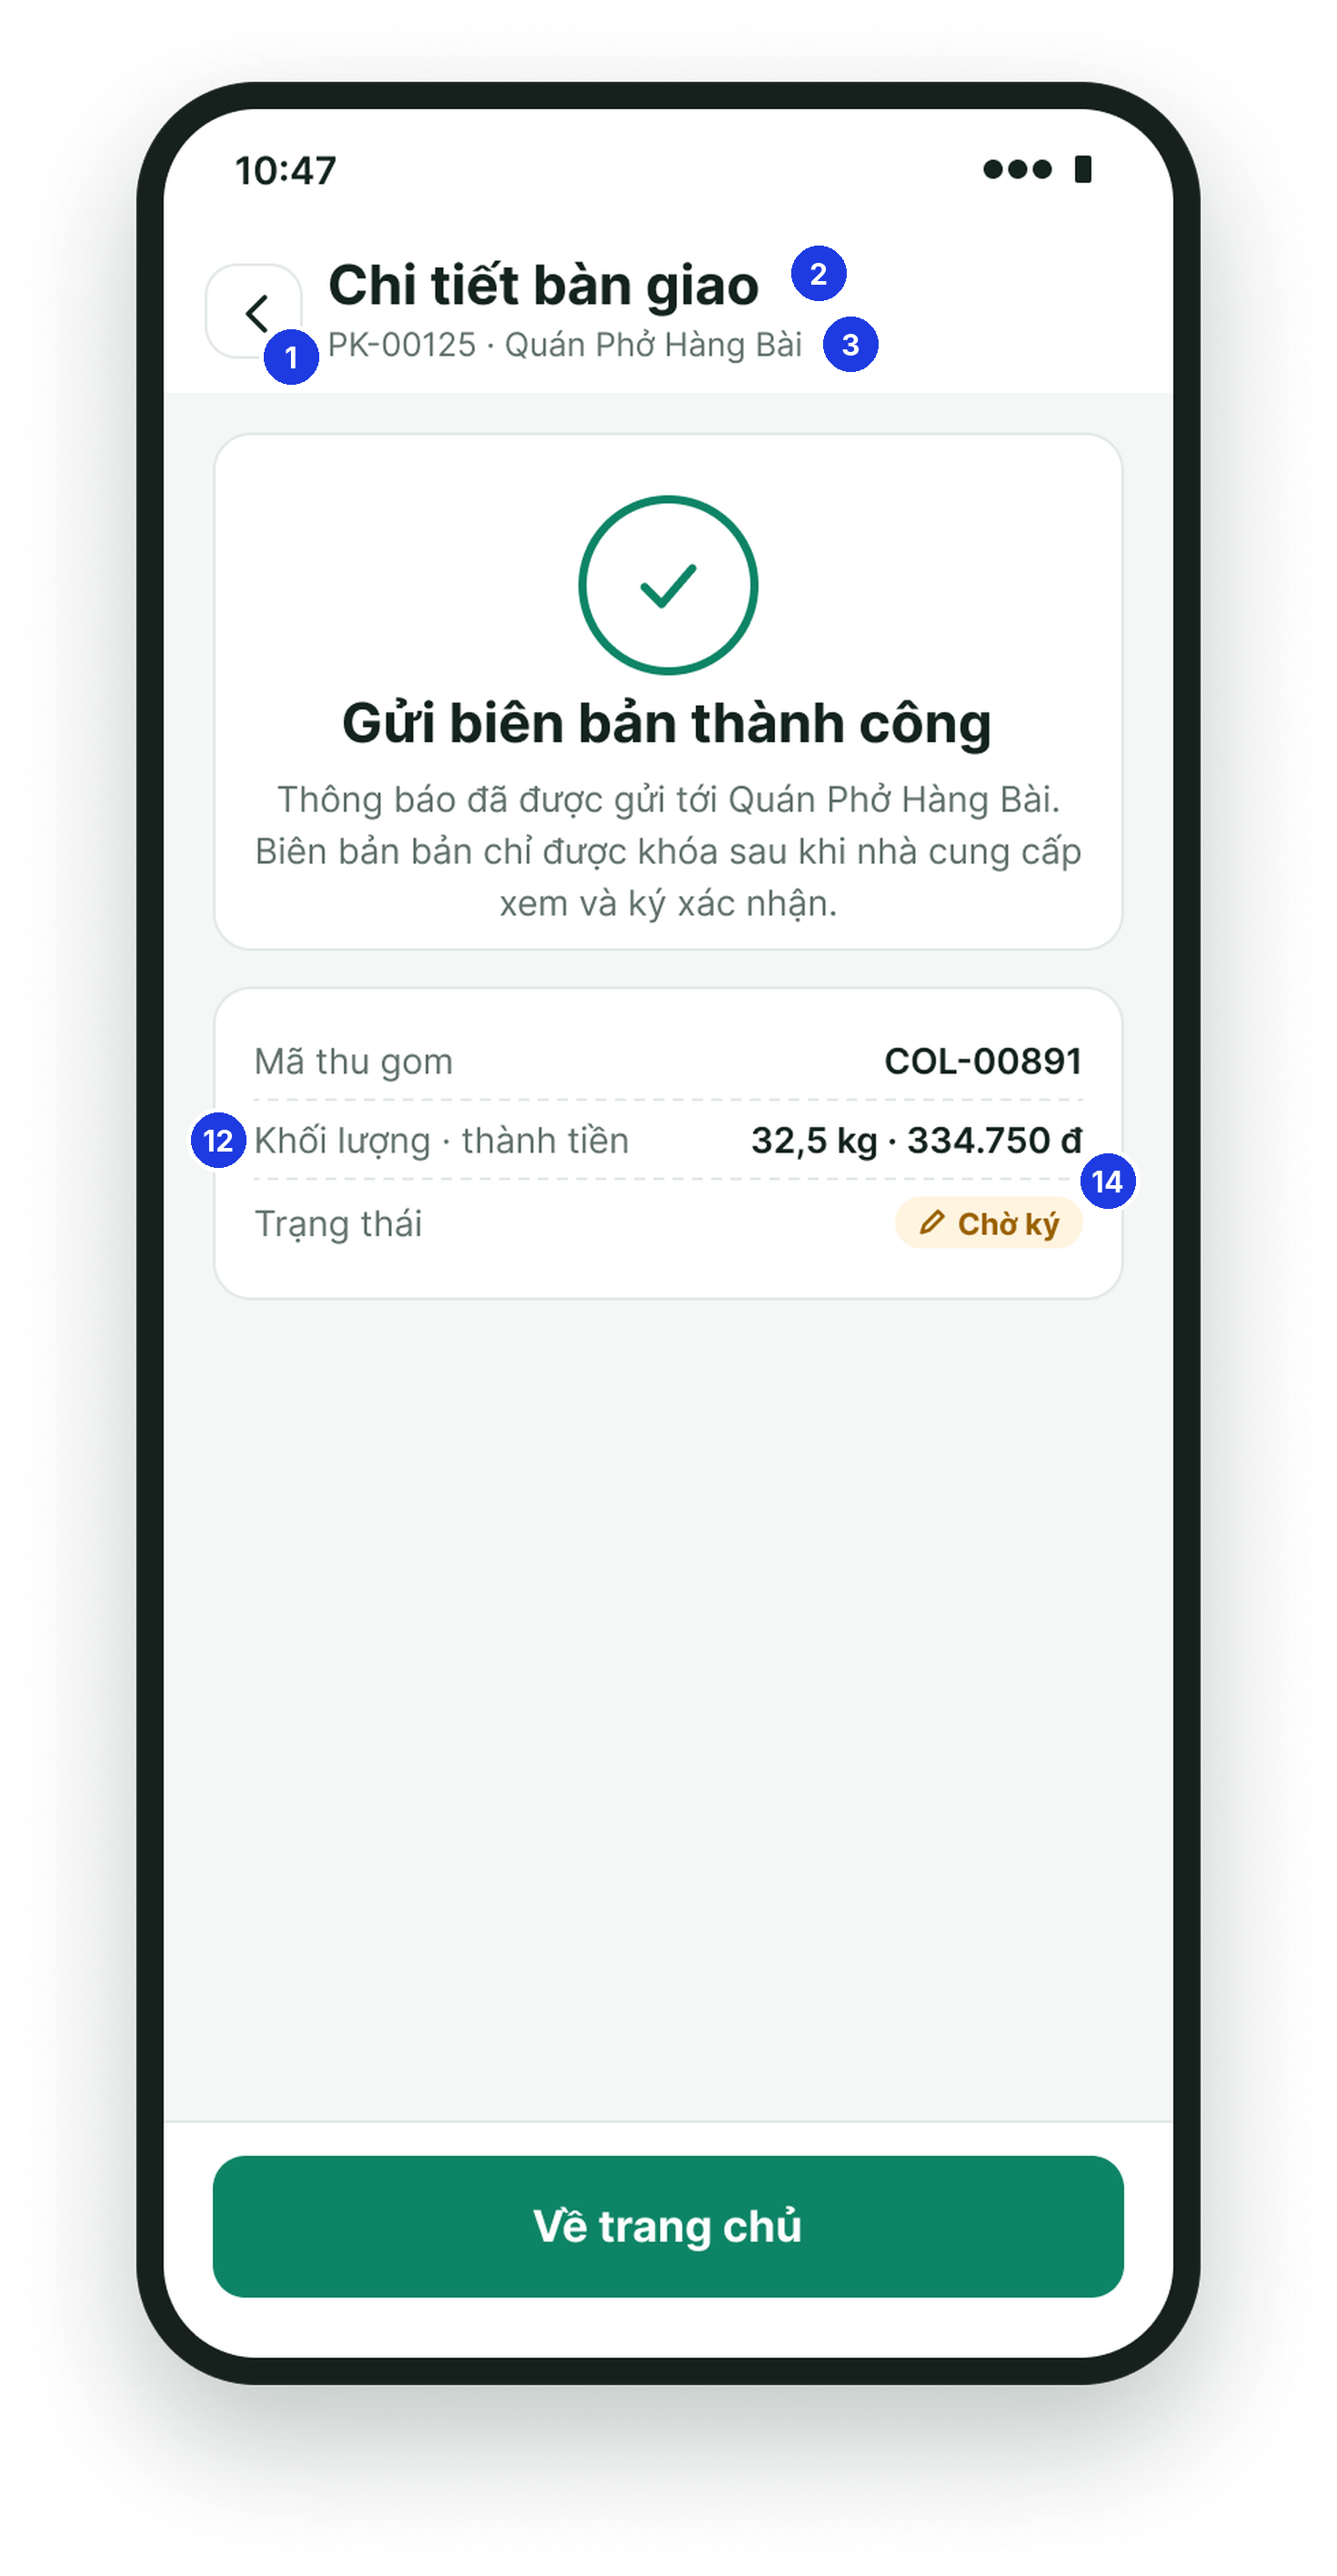 10:47
Chi tiết bàn giao 2
1 PK-00125 · Quán Phở Hàng Bài 3
Gửi biên bản thành công
Thông báo đã được gửi tới Quán Phở Hàng Bài.
Biên bản bản chỉ được khóa sau khi nhà cung cấp
xem và ký xác nhận.
Mã thu gom COL-00891
12 Khối lượng · thành tiền 32,5 kg · 334.750 đ
14
Trạng thái Chờ ký
Về trang chủ